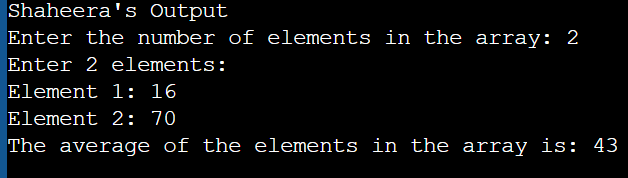 Shaheera's Output
Enter the number of elements in the array: 2
Enter 2 elements:
Element 1: 16
Element 2: 70
The average of the elements in the array is: 43